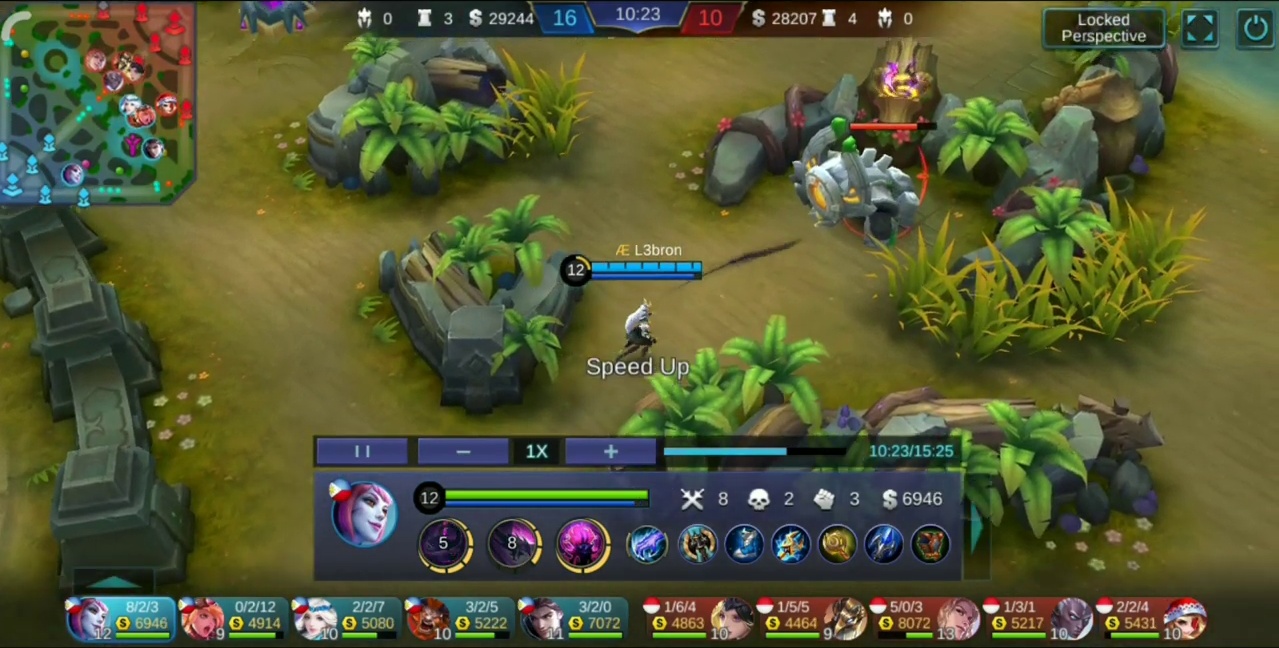 0 3 $ 29244 16 10:23 10 $ 28207 4 0
Locked
Perspective
Æ L3bron
12
Speed Up
II − 1X + 10:23/15:25
12 8 2 3 $ 6946
5 8
8/2/3 0/2/12 2/2/7 3/2/5 3/2/0 1/6/4 1/5/5 5/0/3 1/3/1 2/2/4
$ 6946 $ 4914 $ 5080 $ 5222 $ 7072 $ 4863 $ 4464 $ 8072 $ 5217 $ 5431
12 9 10 10 11 10 9 13 10 10